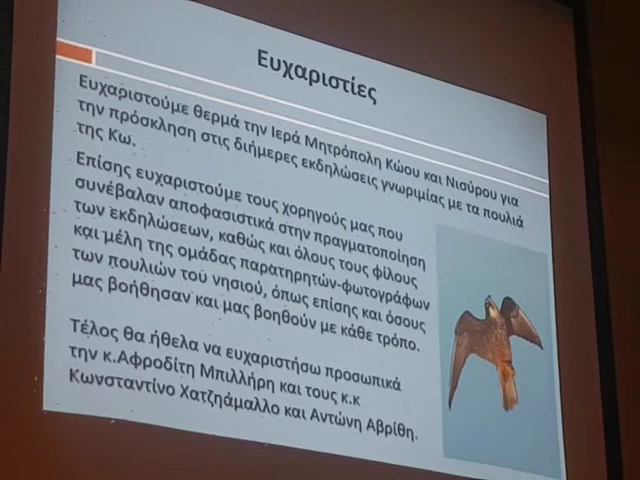 Ευχαριστίες
Ευχαριστούμε θερμά την Ιερά Μητρόπολη Κώου και Νισύρου για
την πρόσκληση στις διήμερες εκδηλώσεις γνωριμίας με τα πουλιά
της Κω.
Επίσης ευχαριστούμε τους χορηγούς μας που
συνέβαλαν αποφασιστικά στην πραγματοποίηση
των εκδηλώσεων, καθώς και όλους τους φίλους
και μέλη της ομάδας παρατηρητών-φωτογράφων
των πουλιών του νησιού, όπως επίσης και όσους
μας βοήθησαν και μας βοηθούν με κάθε τρόπο.
Τέλος θα ήθελα να ευχαριστήσω προσωπικά
την κ.Αφροδίτη Μπιλλήρη και τους κ.κ
Κωνσταντίνο Χατζηάμαλλο και Αντώνη Αβρίθη.